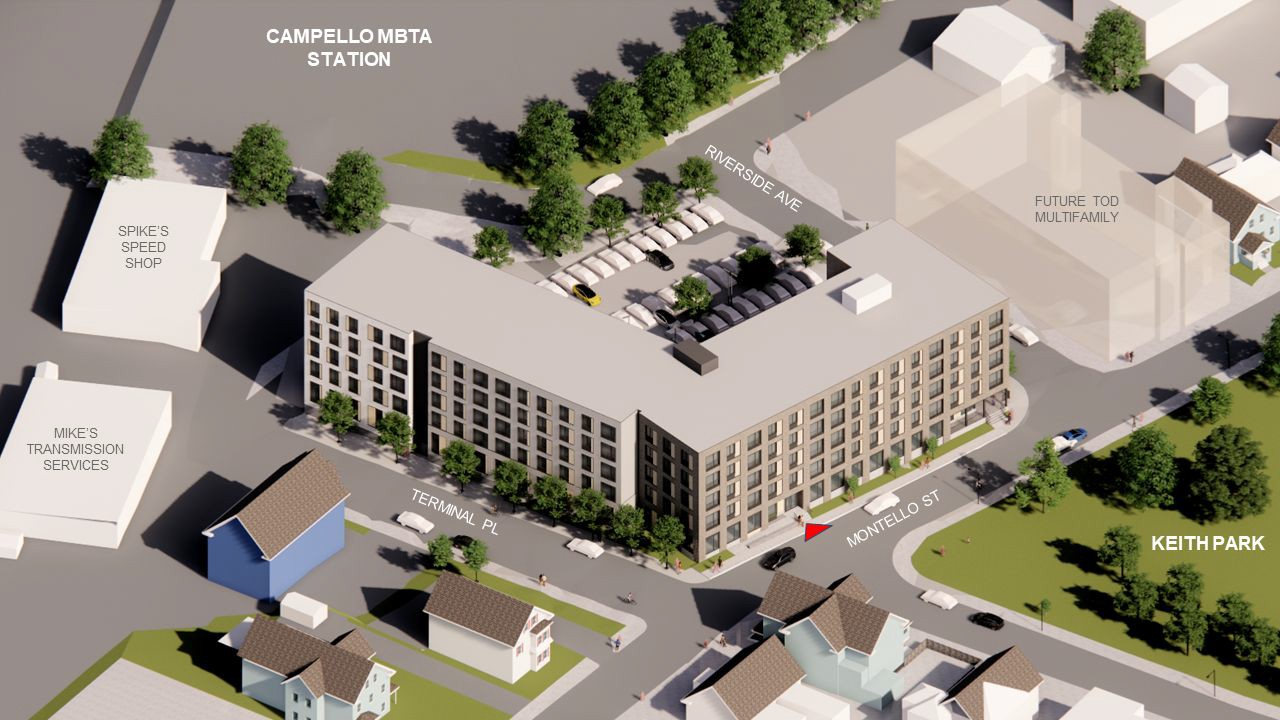 CAMPELLO MBTA
STATION
RIVERSIDE AVE
FUTURE TOD
MULTIFAMILY
SPIKE'S
SPEED
SHOP
MIKE'S
TRANSMISSION
SERVICES
TERMINAL PL
MONTELLO ST
KEITH PARK